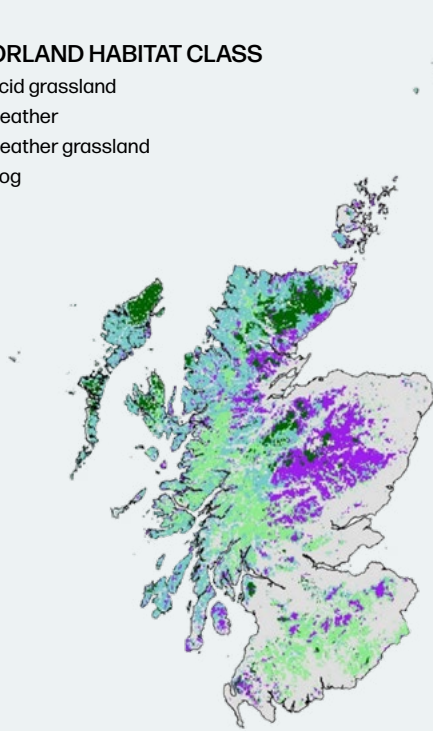 ORLAND HABITAT CLASS
cid grassland
eather
eather grassland
og